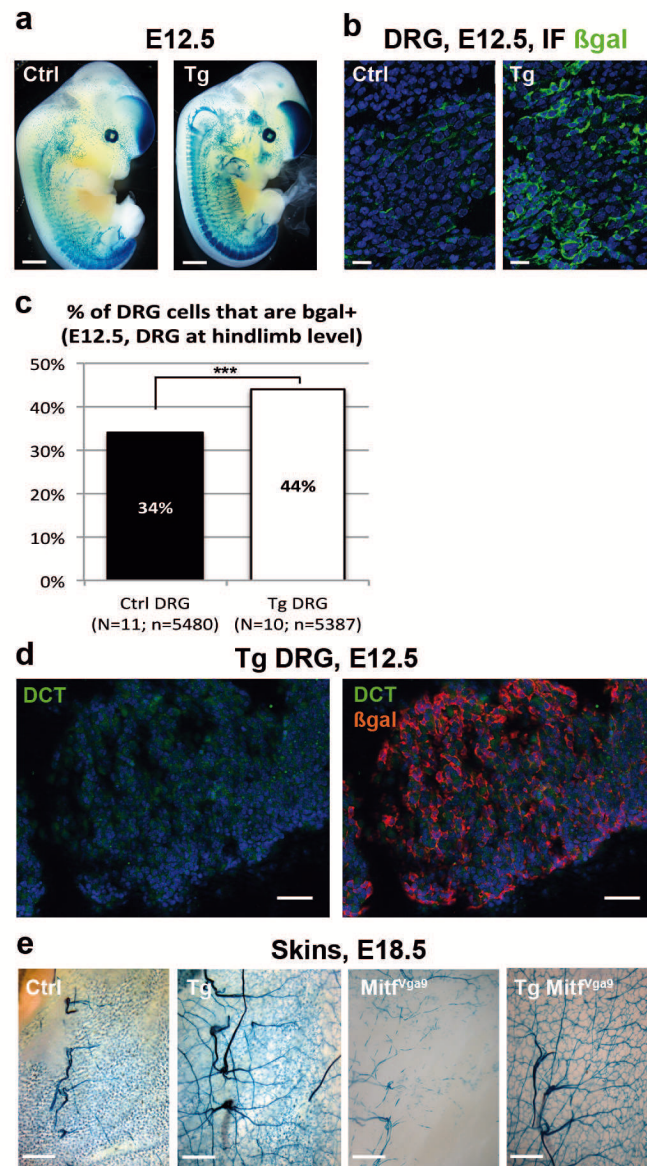 a
E12.5
Ctrl
Tg
b
DRG, E12.5, IF ßgal
Ctrl
Tg
c
% of DRG cells that are bgal+
(E12.5, DRG at hindlimb level)
50%
40%
30%
20%
10%
0%
***
34%
44%
Ctrl DRG
(N=11; n=5480)
Tg DRG
(N=10; n=5387)
d
Tg DRG, E12.5
DCT
DCT
ßgal
e
Skins, E18.5
Ctrl
Tg
MitfVga9
Tg MitfVga9